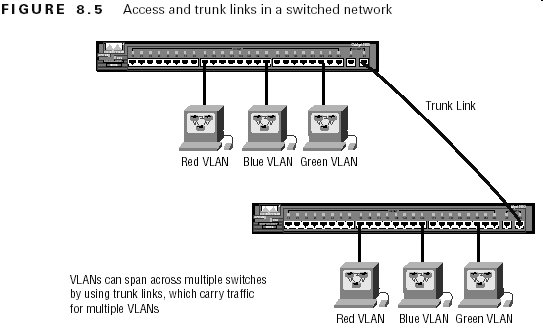 FIGURE 8.5 Access and trunk links in a switched network
Trunk Link
Red VLAN Blue VLAN Green VLAN
VLANs can span across multiple switches
by using trunk links, which carry traffic
for multiple VLANs
Red VLAN Blue VLAN Green VLAN